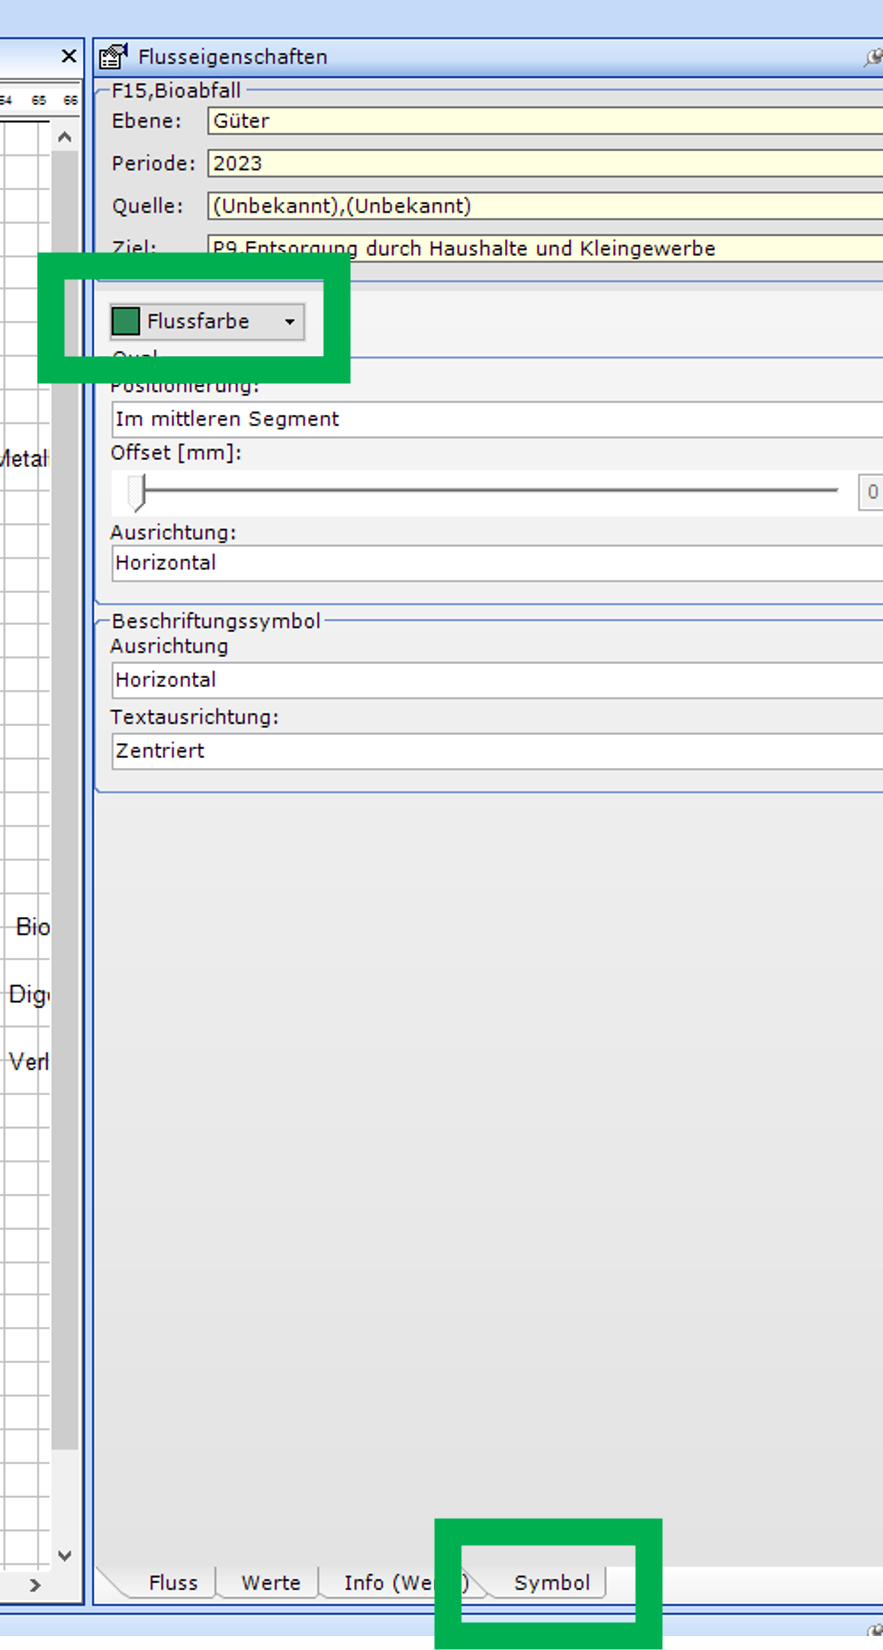 Flusseigenschaften
64 65 66
F15,Bioabfall
Ebene: Güter
Periode: 2023
Quelle: (Unbekannt),(Unbekannt)
Ziel: P9,Entsorgung durch Haushalte und Kleingewerbe
Flussfarbe
Positionierung:
Im mittleren Segment
Offset [mm]:
0
Metal
Ausrichtung:
Horizontal
Beschriftungssymbol
Ausrichtung
Horizontal
Textausrichtung:
Zentriert
Bio
Dig
Verl
Fluss Werte Info (We ) Symbol